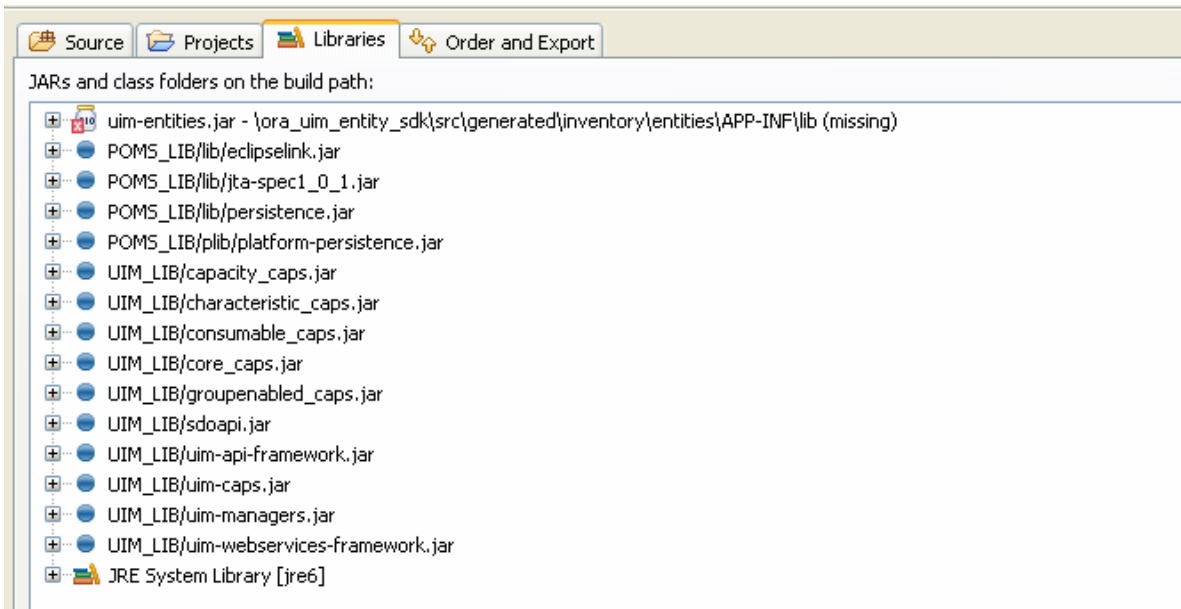 Source Projects Libraries Order and Export
JARs and class folders on the build path:
uim-entities.jar - \ora_uim_entity_sdk\src\generated\inventory\entities\APP-INF\lib (missing)
POMS_LIB/lib/eclipselink.jar
POMS_LIB/lib/jta-spec1_0_1.jar
POMS_LIB/lib/persistence.jar
POMS_LIB/plib/platform-persistence.jar
UIM_LIB/capacity_caps.jar
UIM_LIB/characteristic_caps.jar
UIM_LIB/consumable_caps.jar
UIM_LIB/core_caps.jar
UIM_LIB/groupenabled_caps.jar
UIM_LIB/sdoapi.jar
UIM_LIB/uim-api-framework.jar
UIM_LIB/uim-caps.jar
UIM_LIB/uim-managers.jar
UIM_LIB/uim-webservices-framework.jar
JRE System Library [jre6]